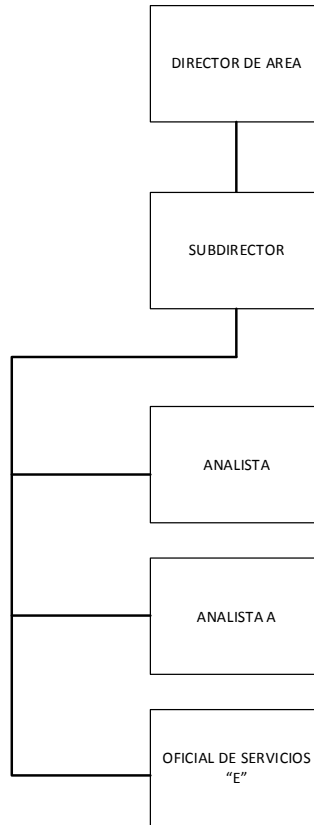 DIRECTOR DE AREA
SUBDIRECTOR
ANALISTA
ANALISTA A
OFICIAL DE SERVICIOS
“E”